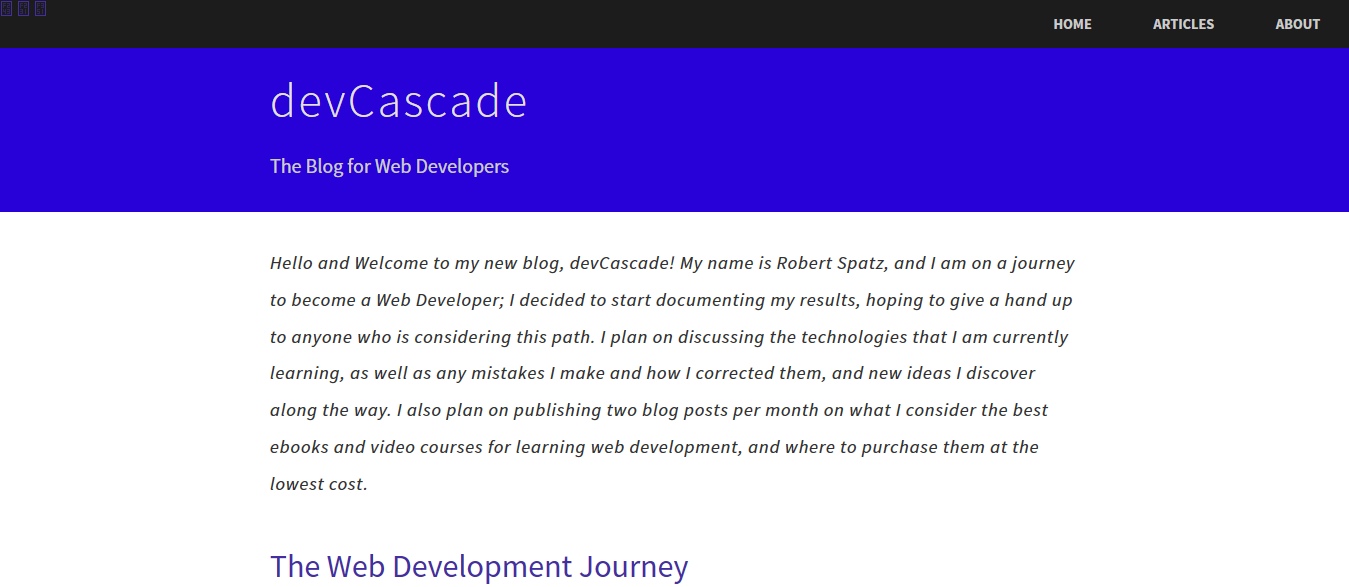 HOME ARTICLES ABOUT
devCascade
The Blog for Web Developers
Hello and Welcome to my new blog, devCascade! My name is Robert Spatz, and I am on a journey
to become a Web Developer; I decided to start documenting my results, hoping to give a hand up
to anyone who is considering this path. I plan on discussing the technologies that I am currently
learning, as well as any mistakes I make and how I corrected them, and new ideas I discover
along the way. I also plan on publishing two blog posts per month on what I consider the best
ebooks and video courses for learning web development, and where to purchase them at the
lowest cost.
The Web Development Journey